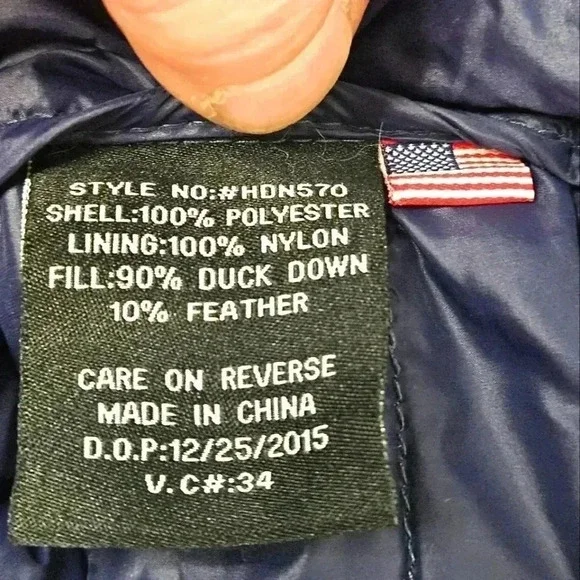 STYLE NO:#HDN570
SHELL:100% POLYESTER
LINING:100% NYLON
FILL:90% DUCK DOWN
10% FEATHER
CARE ON REVERSE
MADE IN CHINA
D.O.P:12/25/2015
V.C#:34